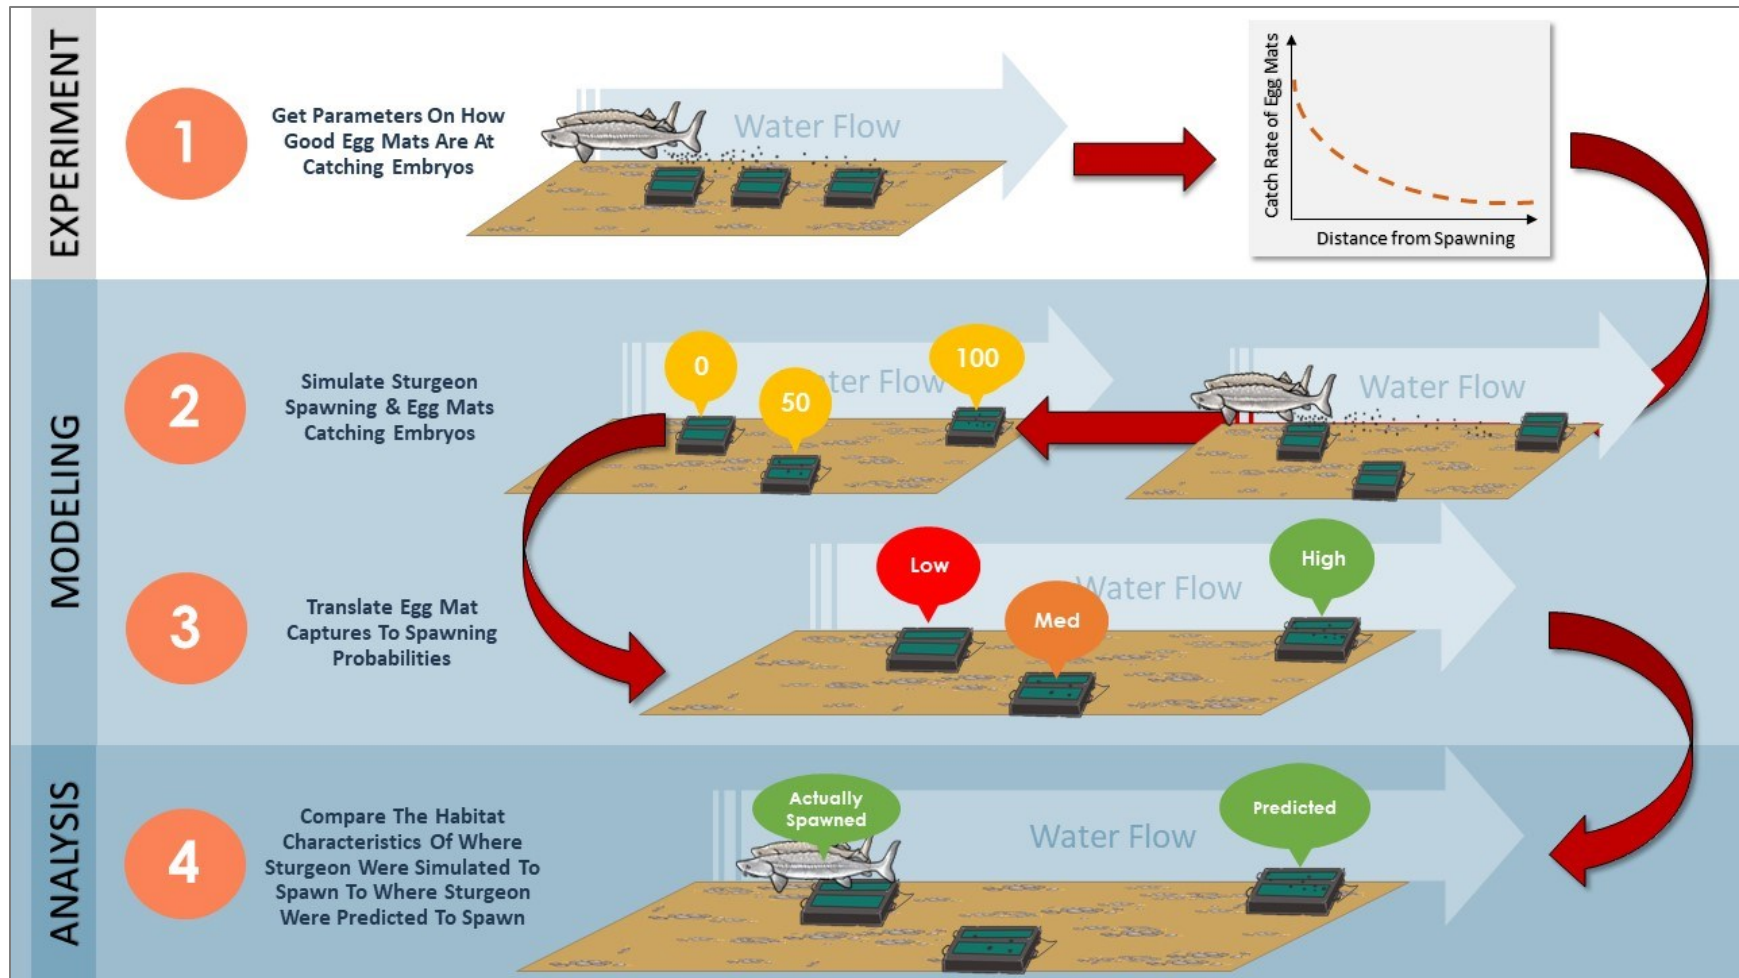 EXPERIMENT
1
Get Parameters On How
Good Egg Mats Are At
Catching Embryos
Water Flow
Catch Rate of Egg Mats
Distance from Spawning
MODELING
2
Simulate Sturgeon
Spawning & Egg Mats
Catching Embryos
0
50
100
ter Flow
Water Flow
3
Translate Egg Mat
Captures To Spawning
Probabilities
Low
Med
High
Water Flow
ANALYSIS
4
Compare The Habitat
Characteristics Of Where
Sturgeon Were Simulated To
Spawn To Where Sturgeon
Were Predicted To Spawn
Actually
Spawned
Water Flow
Predicted